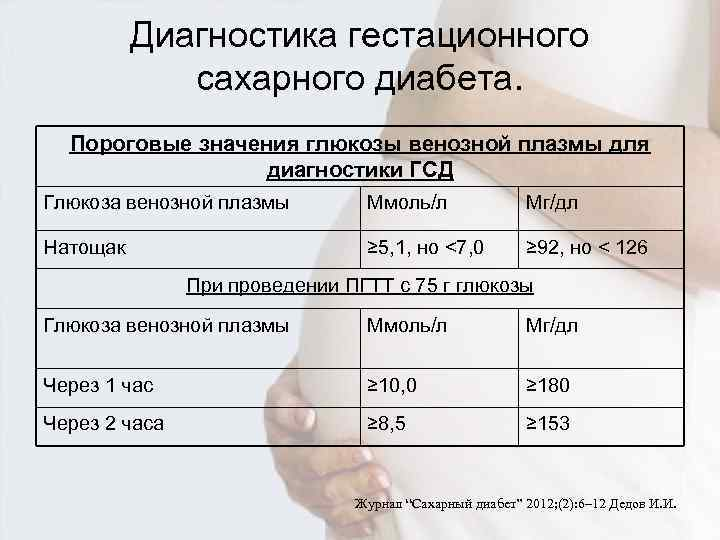 Диагностика гестационного
сахарного диабета.
Пороговые значения глюкозы венозной плазмы для
диагностики ГСД
Глюкоза венозной плазмы Ммоль/л Мг/дл
Натощак ≥5,1, но <7,0 ≥92, но < 126
При проведении ПГТТ с 75 г глюкозы
Глюкоза венозной плазмы Ммоль/л Мг/дл
Через 1 час ≥10,0 ≥180
Через 2 часа ≥8,5 ≥153
Журнал “Сахарный диабет” 2012; (2): 6–12 Дедов И.И.